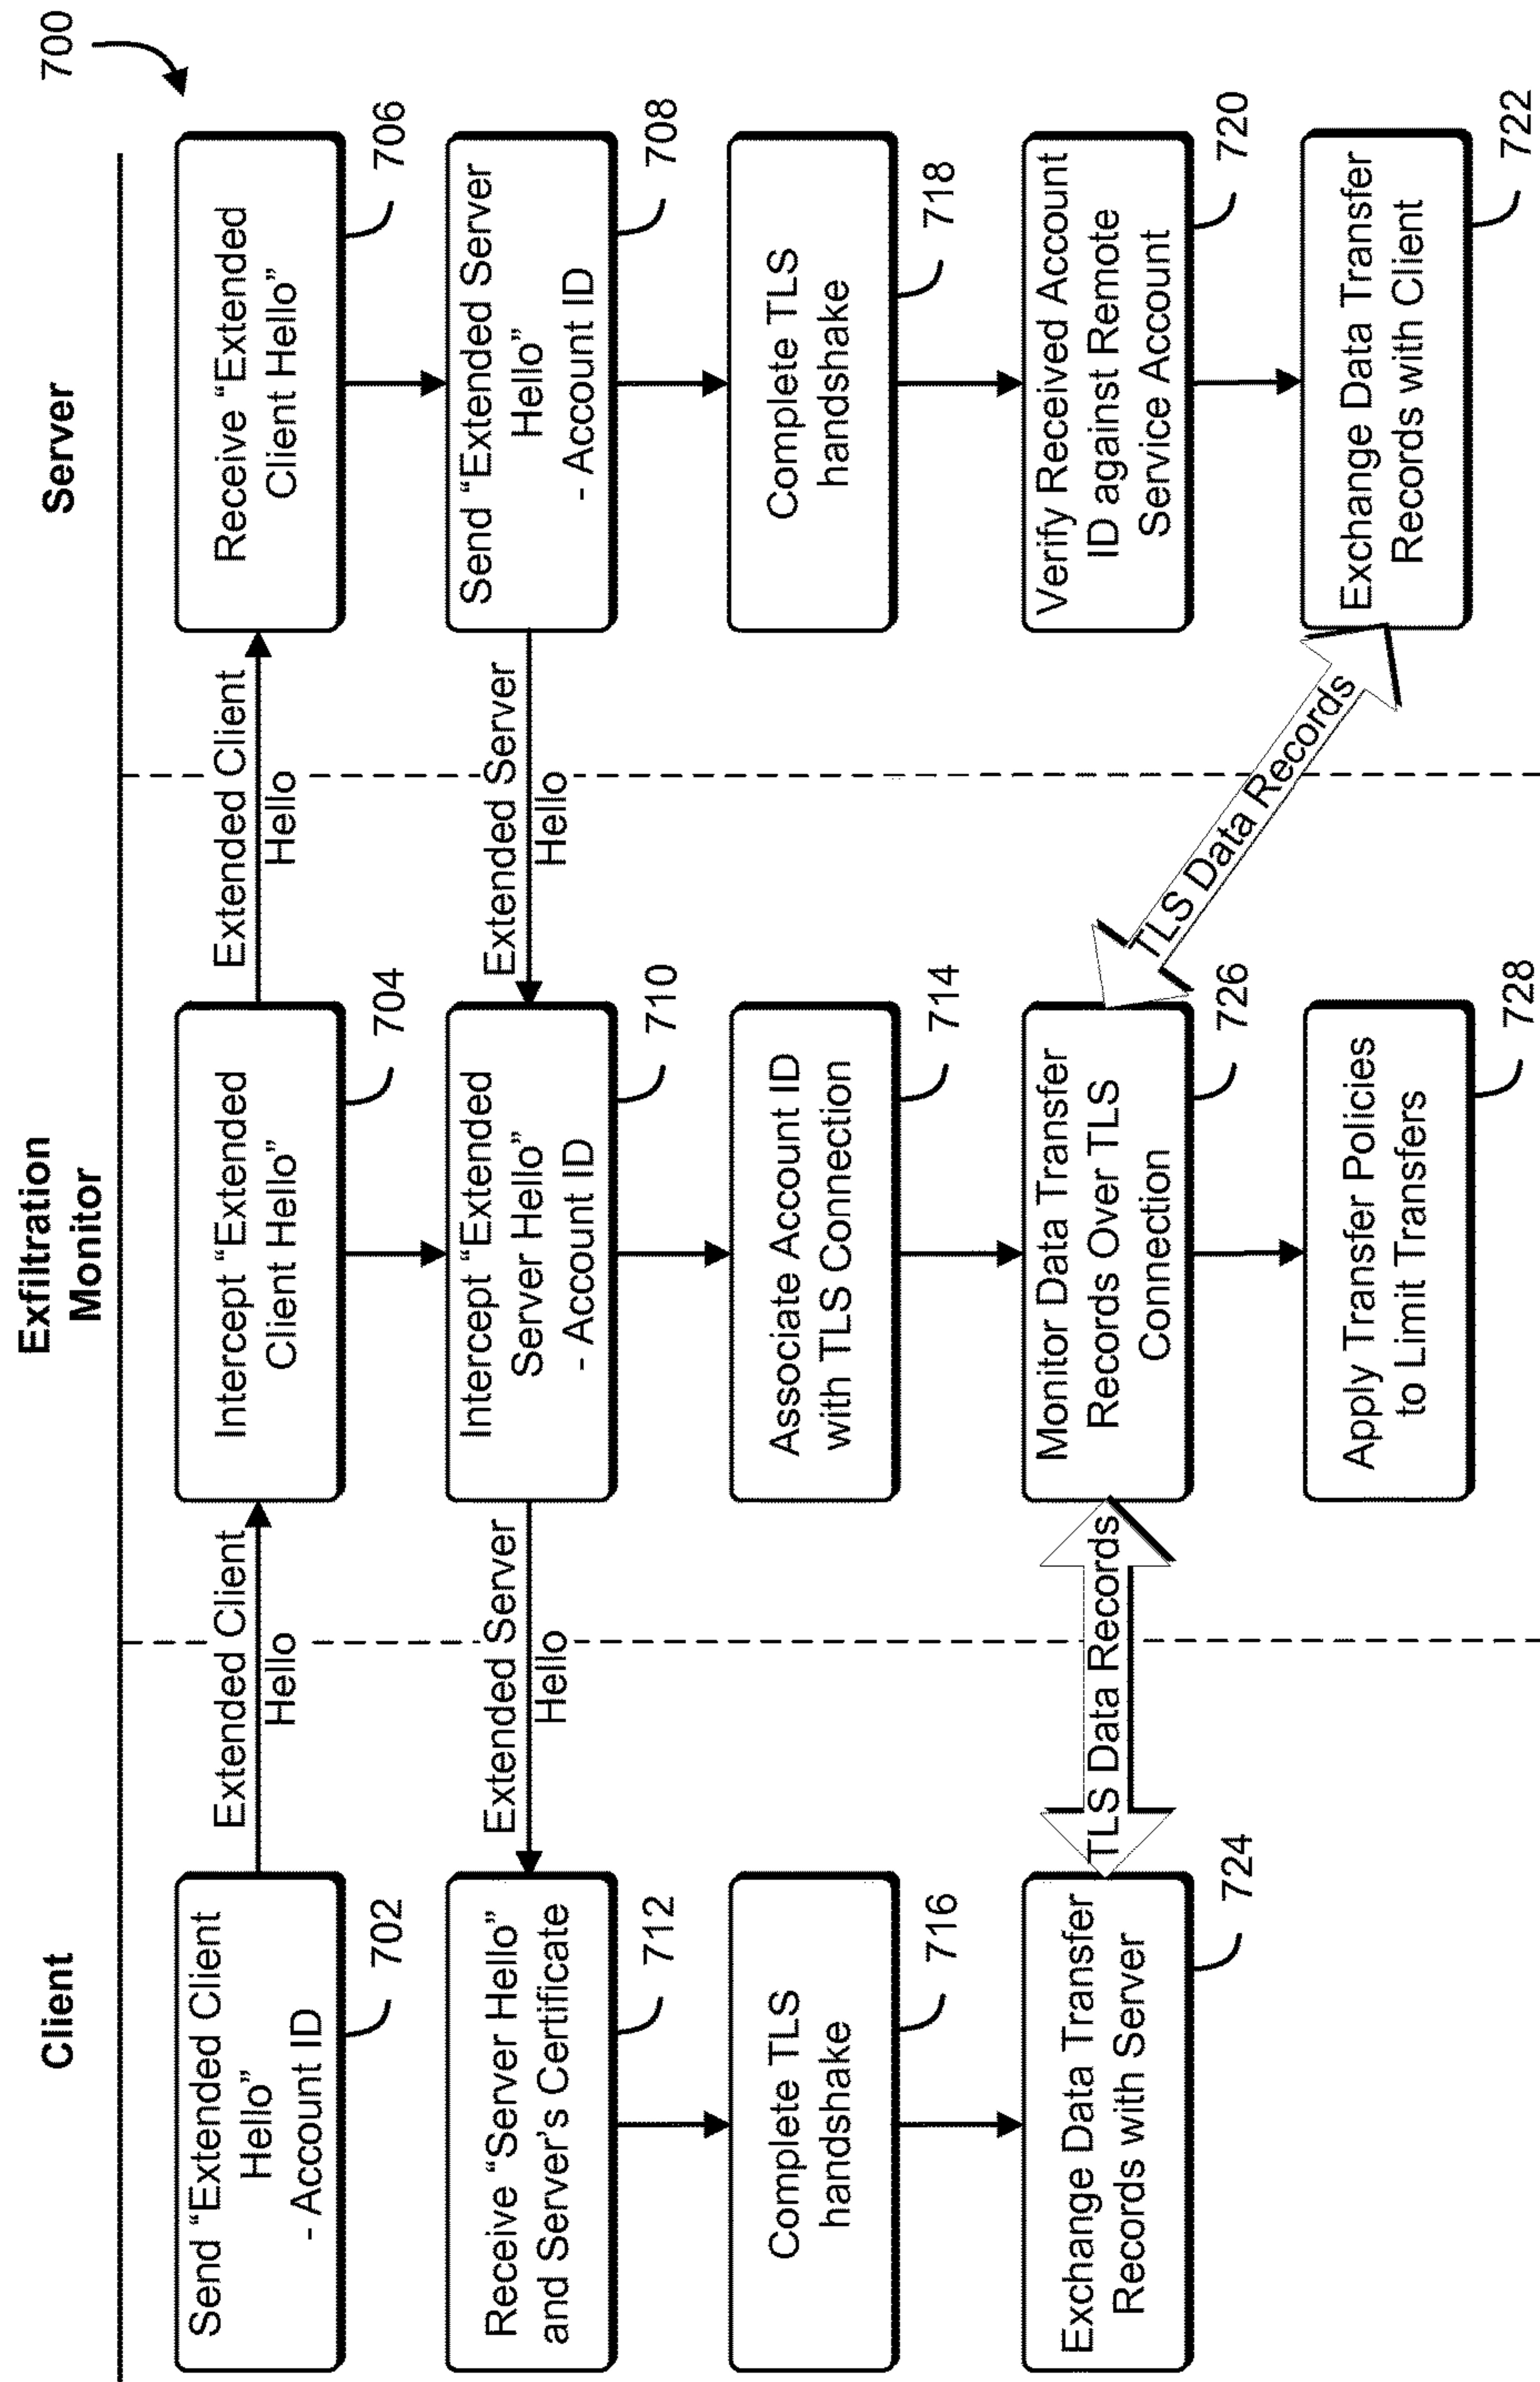 700
Client
Exfiltration
Monitor
Server
Send “Extended Client
Hello”
- Account ID
702
Extended Client
Hello
Intercept “Extended
Client Hello”
704
Extended Client
Hello
Receive “Extended
Client Hello”
706
Receive “Server Hello”
and Server’s Certificate
712
Extended Server
Hello
Intercept “Extended
Server Hello”
- Account ID
710
Extended Server
Hello
Send “Extended Server
Hello”
- Account ID
708
Complete TLS
handshake
716
Associate Account ID
with TLS Connection
714
Complete TLS
handshake
718
Exchange Data Transfer
Records with Server
724
TLS Data Records
Monitor Data Transfer
Records Over TLS
Connection
726
TLS Data Records
Verify Received Account
ID against Remote
Service Account
720
Apply Transfer Policies
to Limit Transfers
728
Exchange Data Transfer
Records with Client
722